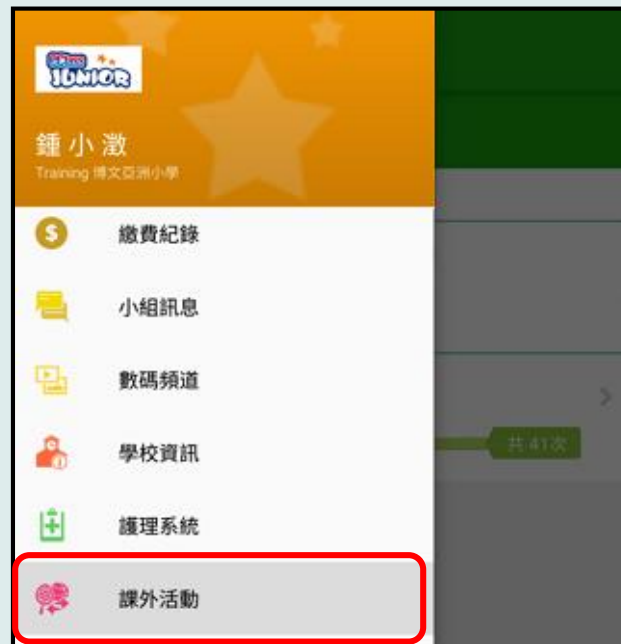 JUNIOR
鍾小澂
Training 博文亞洲小學
繳費紀錄
小組訊息
數碼頻道
學校資訊
共 41次
護理系統
課外活動